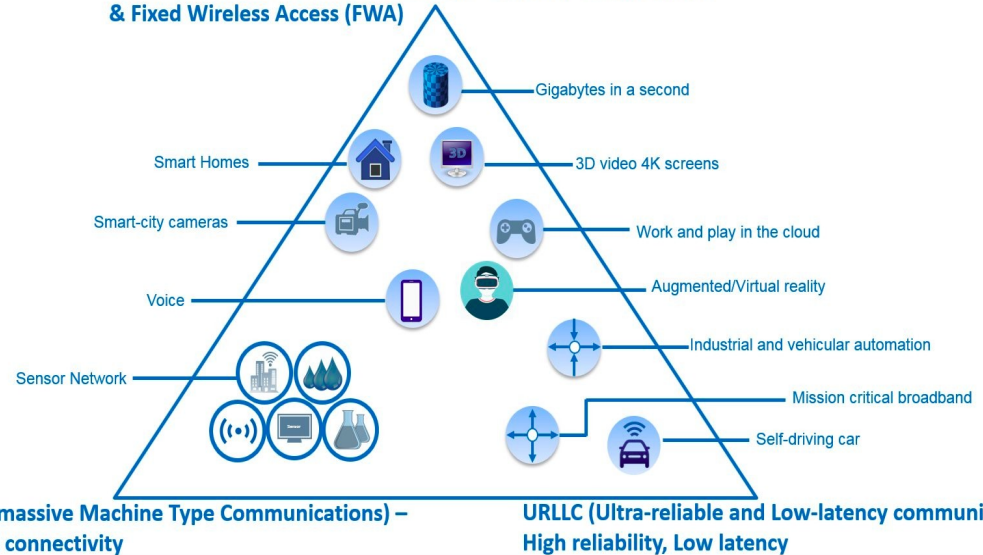 & Fixed Wireless Access (FWA)
Gigabytes in a second
3D
Smart Homes
3D video 4K screens
Smart-city cameras
Work and play in the cloud
Voice
Augmented/Virtual reality
Industrial and vehicular automation
Sensor Network
Sensor
Mission critical broadband
Self-driving car
massive Machine Type Communications) –
connectivity
URLLC (Ultra-reliable and Low-latency communi
High reliability, Low latency